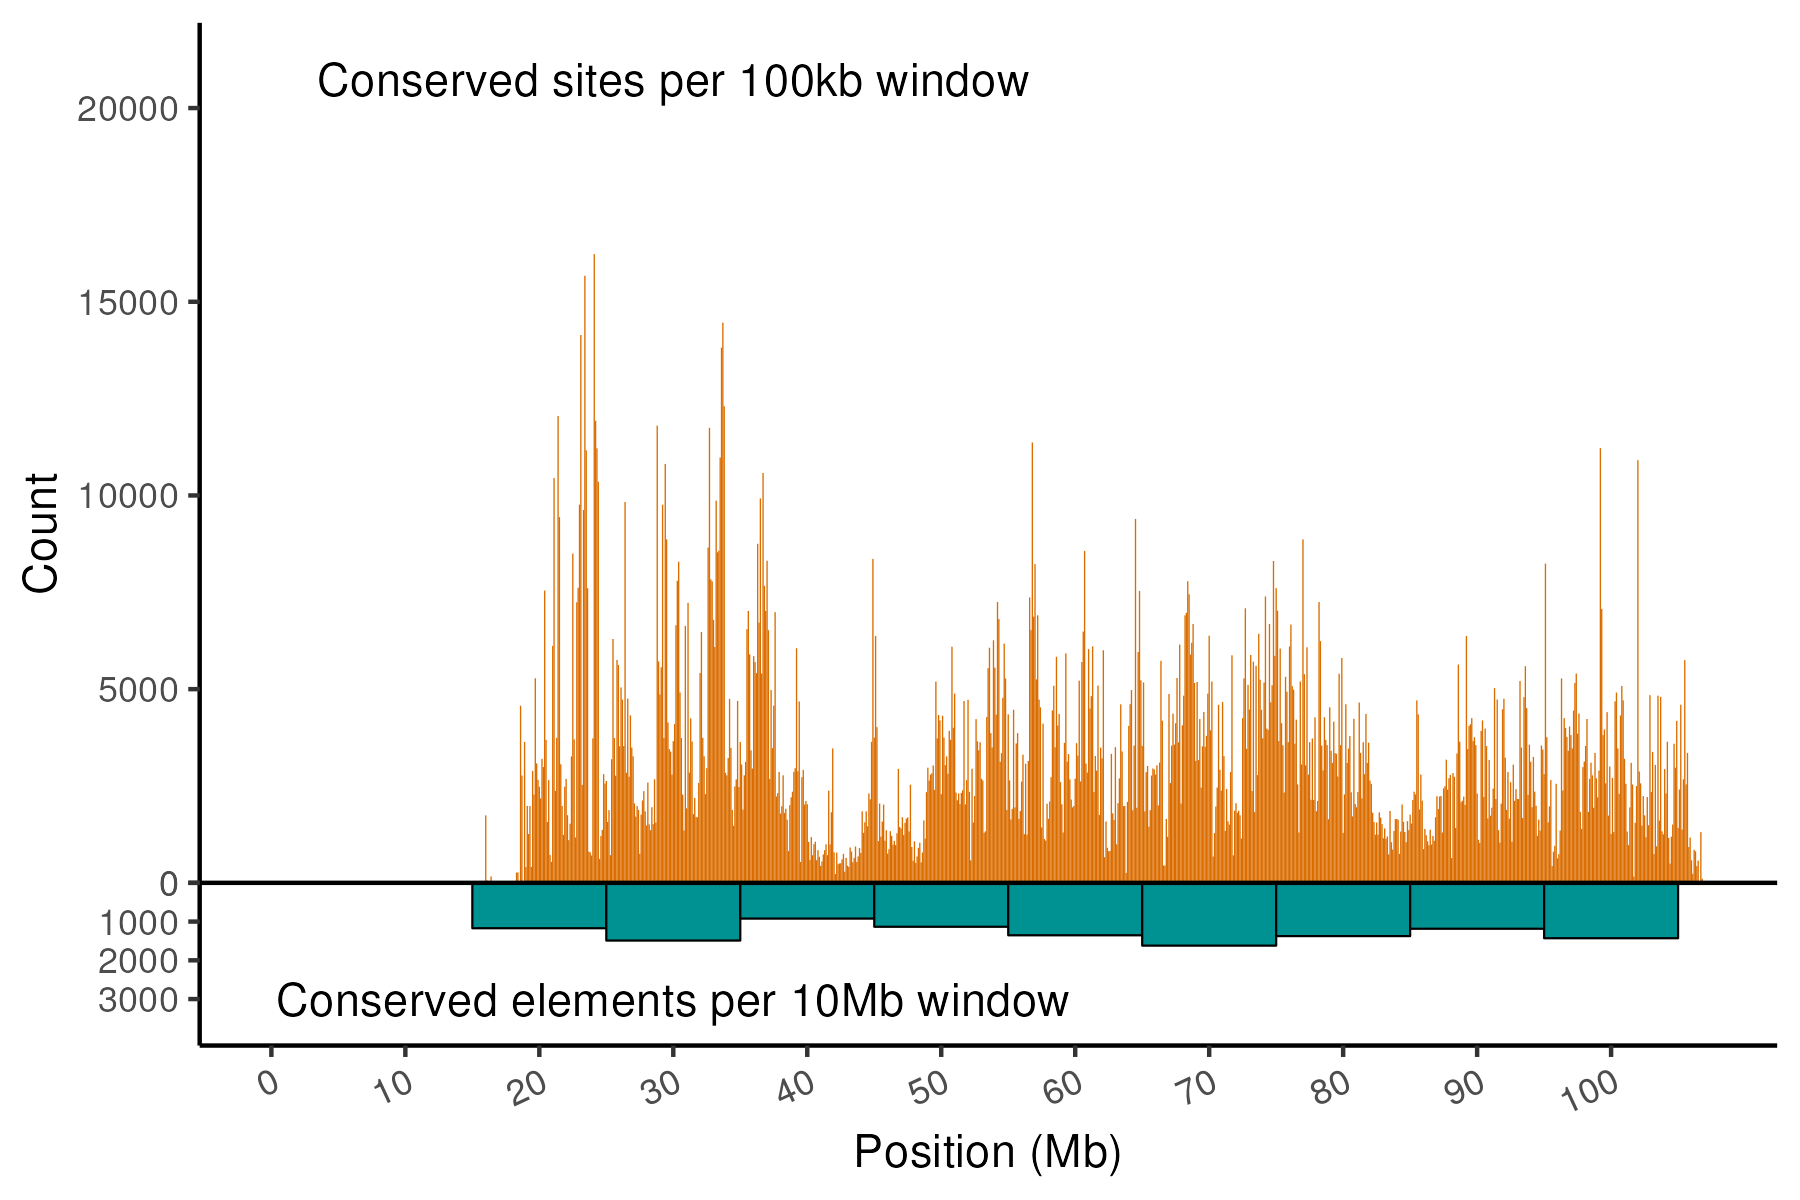 Conserved sites per 100kb window
20000
15000
10000
5000
0
1000
2000
3000
Count
Conserved elements per 10Mb window
0 10 20 30 40 50 60 70 80 90 100
Position (Mb)